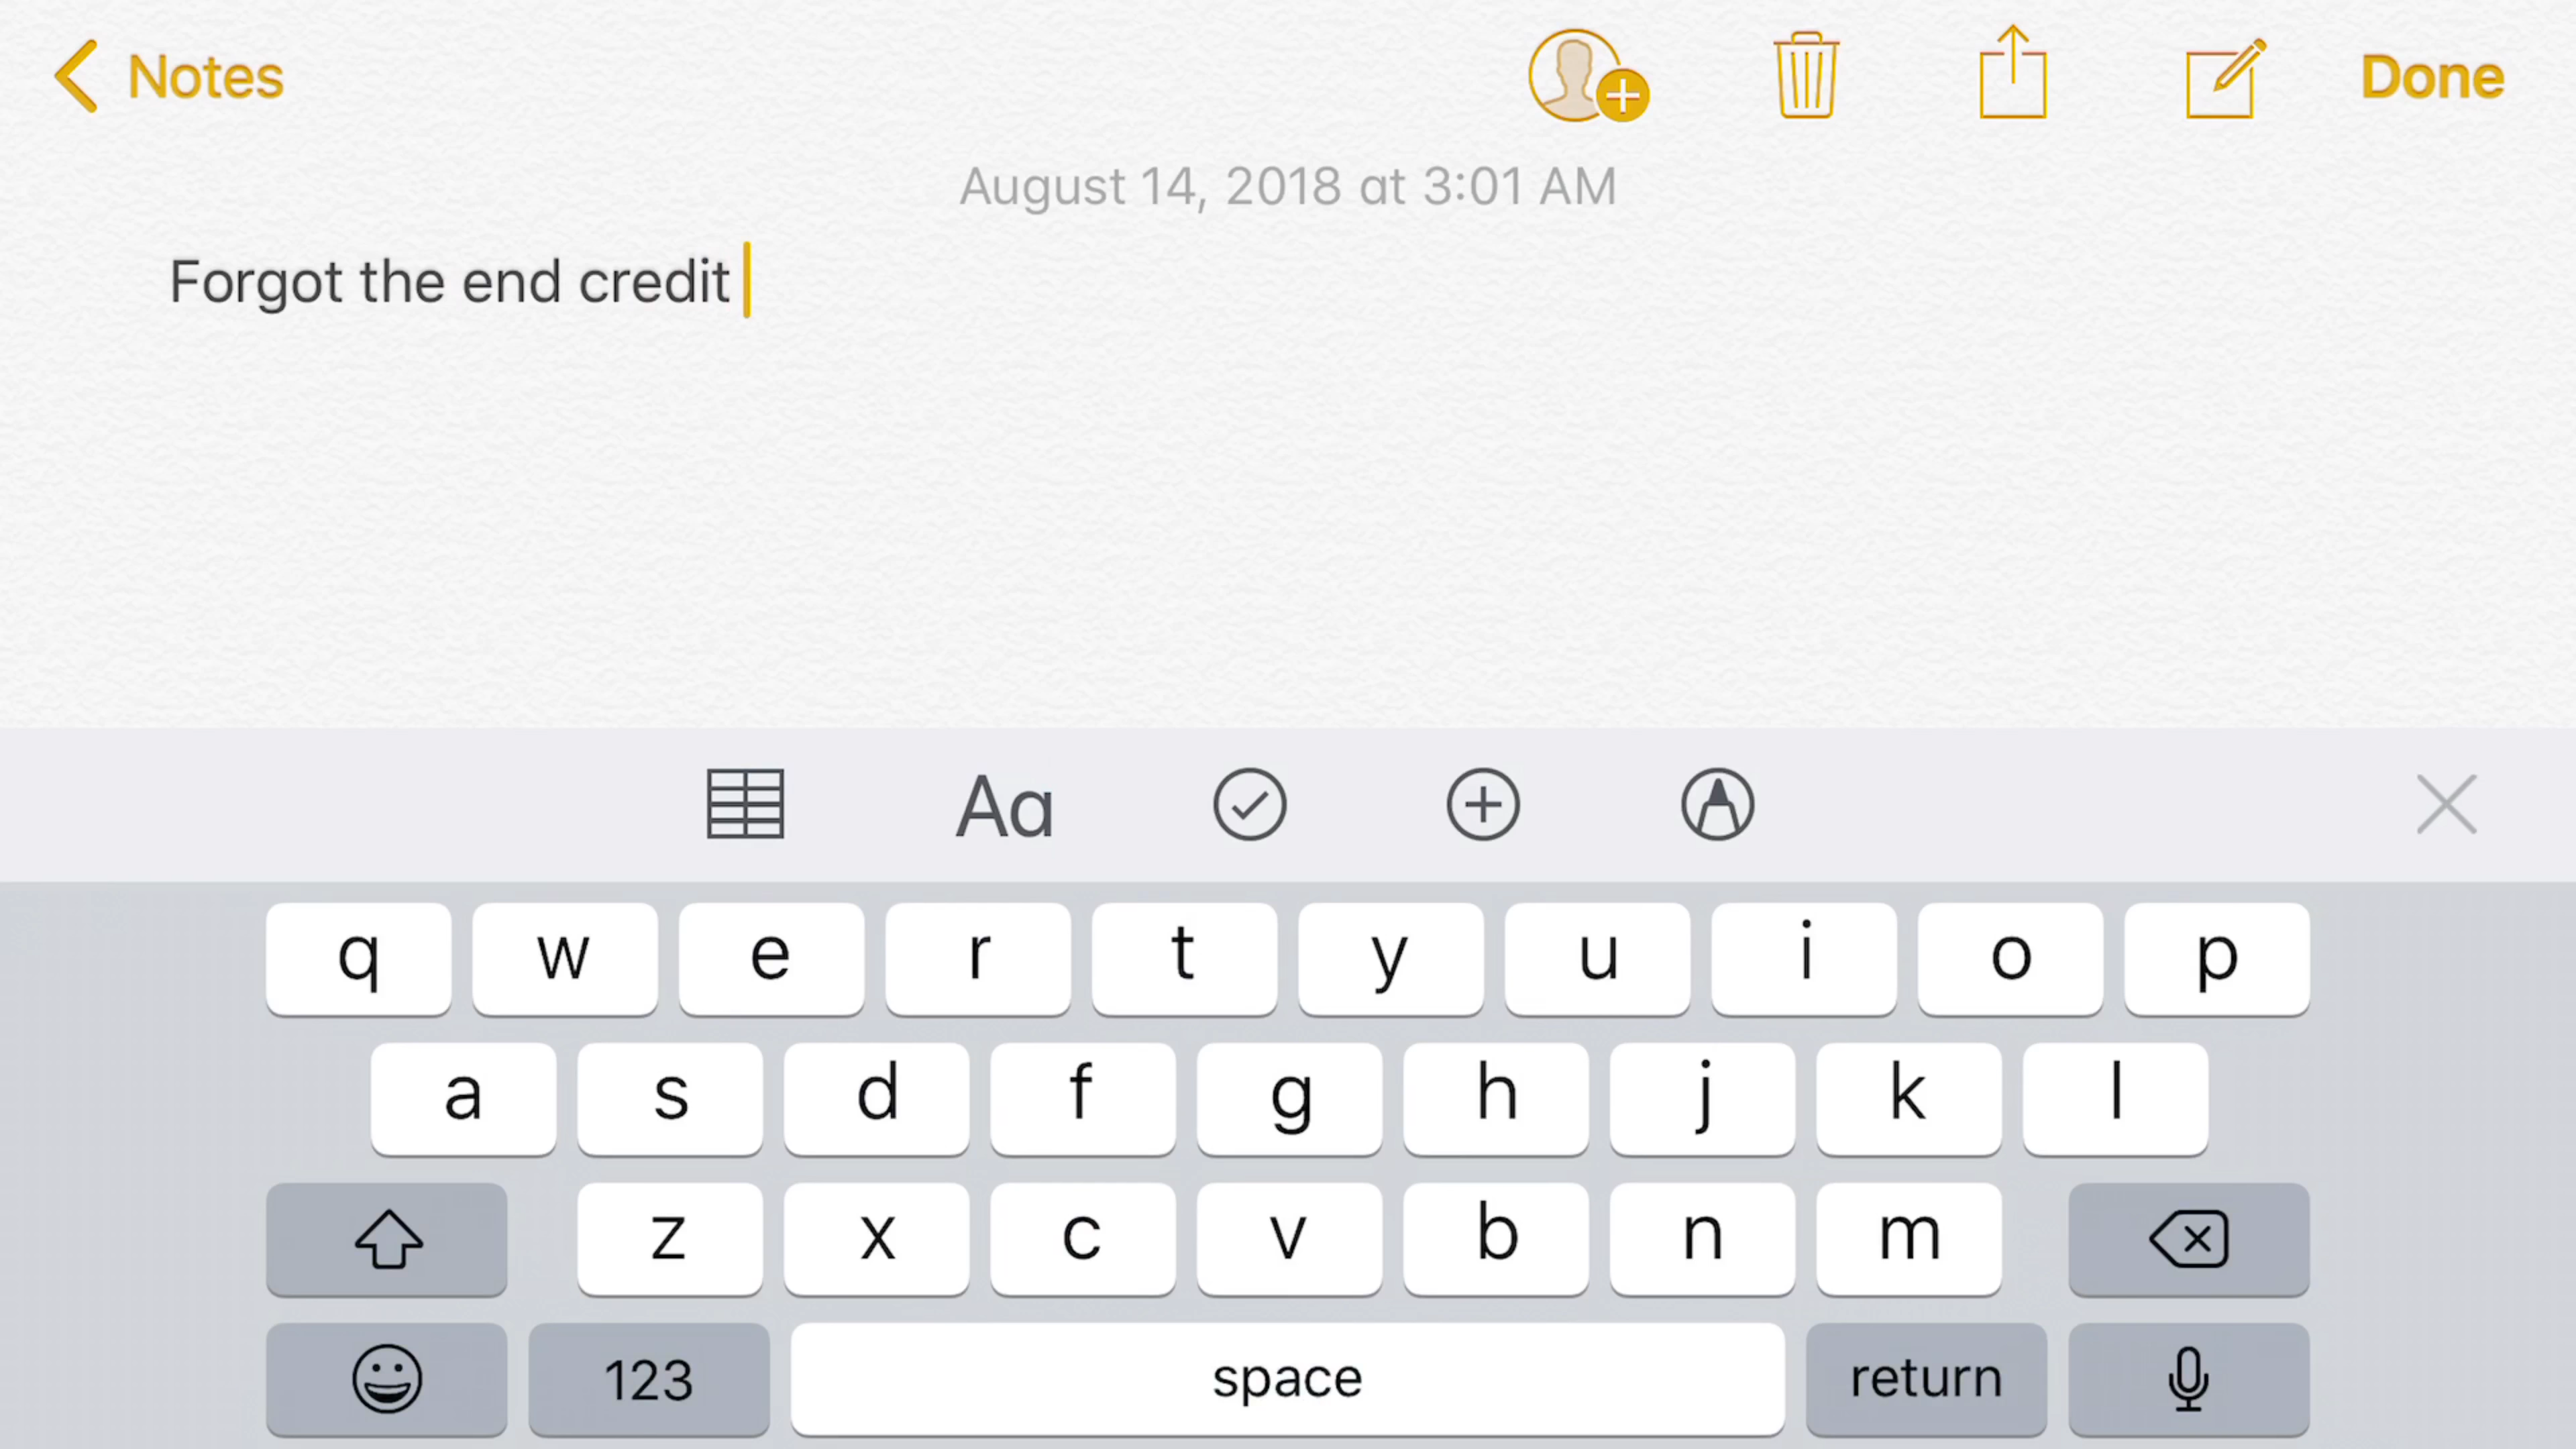 Notes
Done
August 14, 2018 at 3:01 AM
Forgot the end credit
Aa
q w e r t y u i o p
a s d f g h j k l
z x c v b n m
123 space return